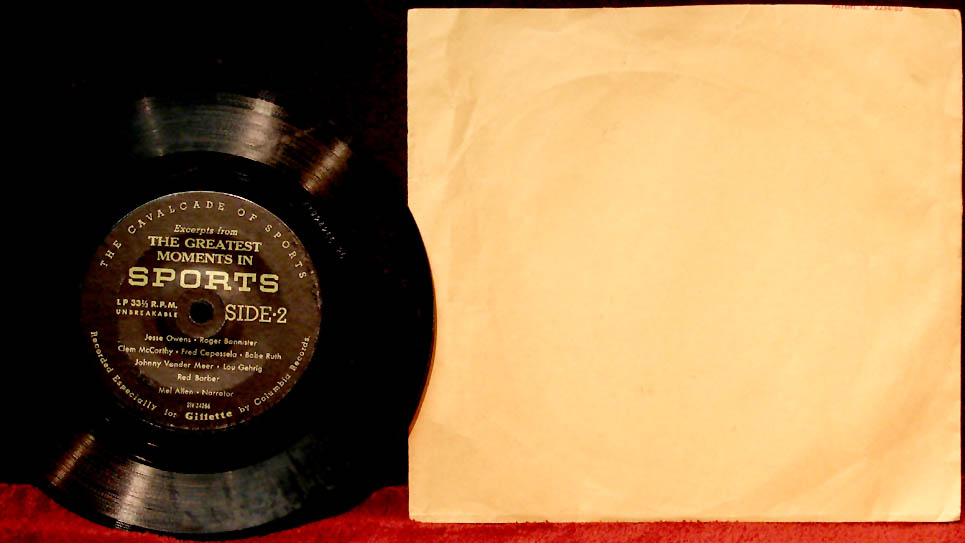 THE CAVALCADE OF SPORTS
Excerpts from
THE GREATEST
MOMENTS IN
SPORTS
LP 33⅓ R.P.M.
UNBREAKABLE
SIDE·2
Jesse Owens • Roger Bannister
Clem McCarthy • Fred Capossela • Babe Ruth
Johnny Vander Meer • Lou Gehrig
Red Barber
Mel Allen • Narrator
Recorded Especially for Gillette by Columbia Records